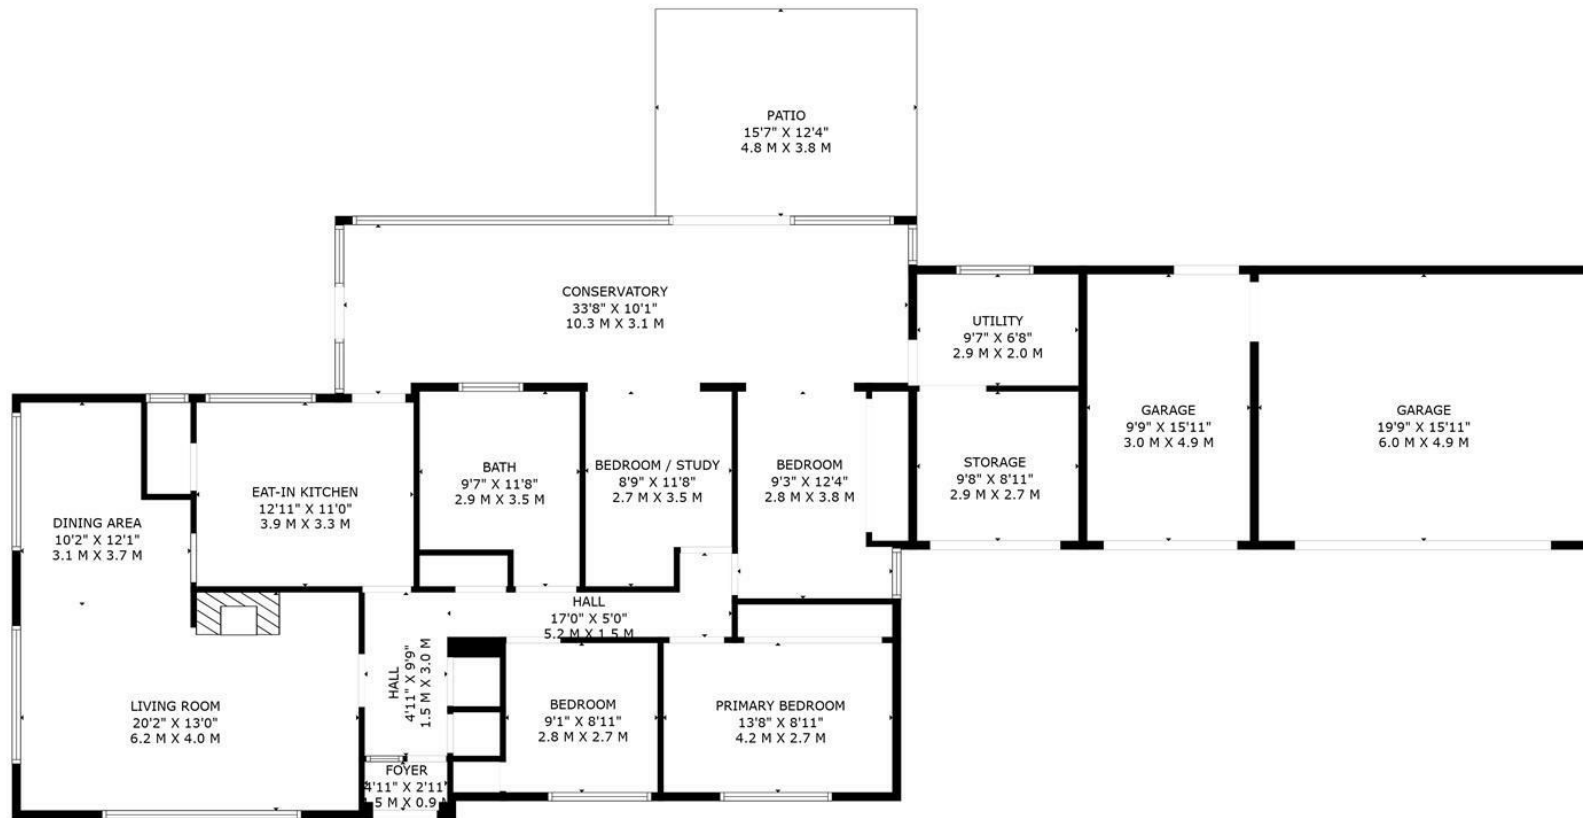 PATIO
15'7" X 12'4"
4.8 M X 3.8 M
CONSERVATORY
33'8" X 10'1"
10.3 M X 3.1 M
UTILITY
9'7" X 6'8"
2.9 M X 2.0 M
GARAGE
9'9" X 15'11"
3.0 M X 4.9 M
GARAGE
19'9" X 15'11"
6.0 M X 4.9 M
BATH
9'7" X 11'8"
2.9 M X 3.5 M
BEDROOM / STUDY
8'9" X 11'8"
2.7 M X 3.5 M
BEDROOM
9'3" X 12'4"
2.8 M X 3.8 M
STORAGE
9'8" X 8'11"
2.9 M X 2.7 M
EAT-IN KITCHEN
12'11" X 11'0"
3.9 M X 3.3 M
DINING AREA
10'2" X 12'1"
3.1 M X 3.7 M
HALL
17'0" X 5'0"
5.2 M X 1.5 M
HALL
4'11" X 9'9"
1.5 M X 3.0 M
LIVING ROOM
20'2" X 13'0"
6.2 M X 4.0 M
BEDROOM
9'1" X 8'11"
2.8 M X 2.7 M
PRIMARY BEDROOM
13'8" X 8'11"
4.2 M X 2.7 M
FOYER
4'11" X 2'11"
5 M X 0.9 M